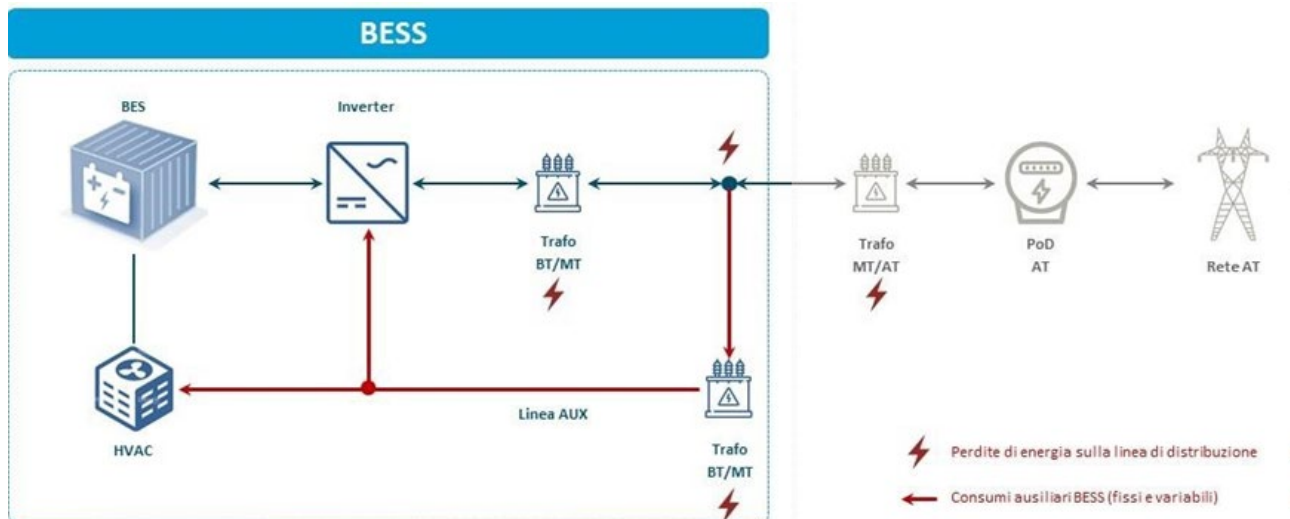 BESS
BES
Inverter
Trafo
BT/MT
Trafo
MT/AT
PoD
AT
Rete AT
Linea AUX
HVAC
Trafo
BT/MT
Perdite di energia sulla linea di distribuzione
Consumi ausiliari BESS (fissi e variabili)